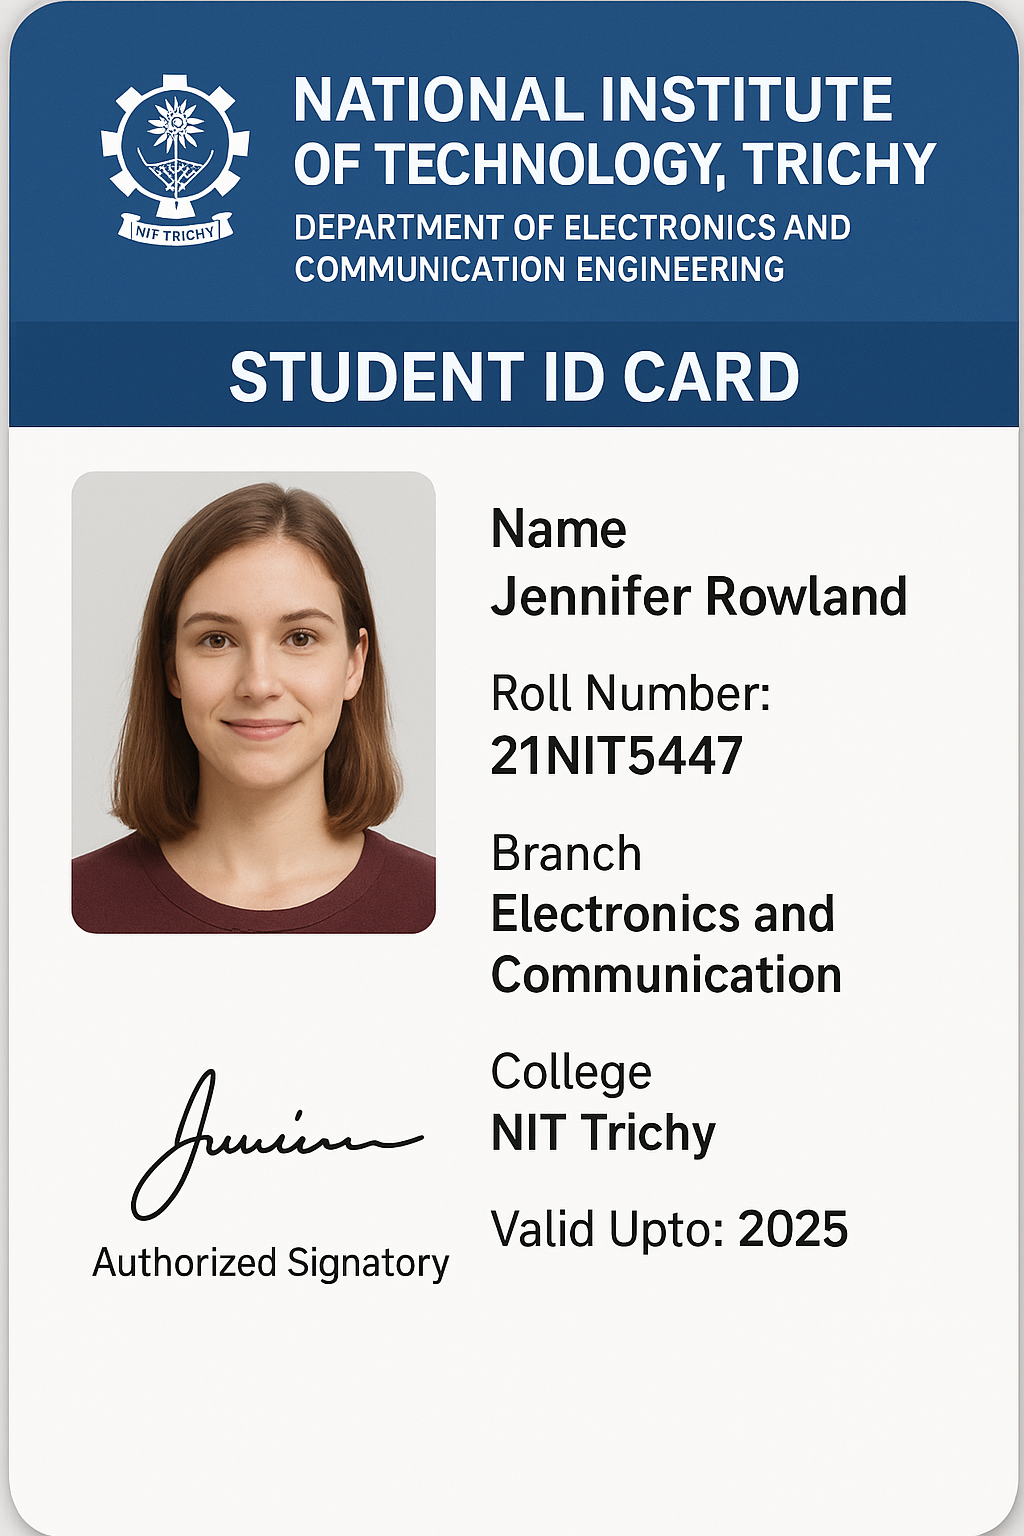 NIF TRICHY
NATIONAL INSTITUTE
OF TECHNOLOGY, TRICHY
DEPARTMENT OF ELECTRONICS AND
COMMUNICATION ENGINEERING
STUDENT ID CARD
Name
Jennifer Rowland
Roll Number:
21NIT5447
Branch
Electronics and
Communication
College
NIT Trichy
Valid Upto: 2025
Authorized Signatory